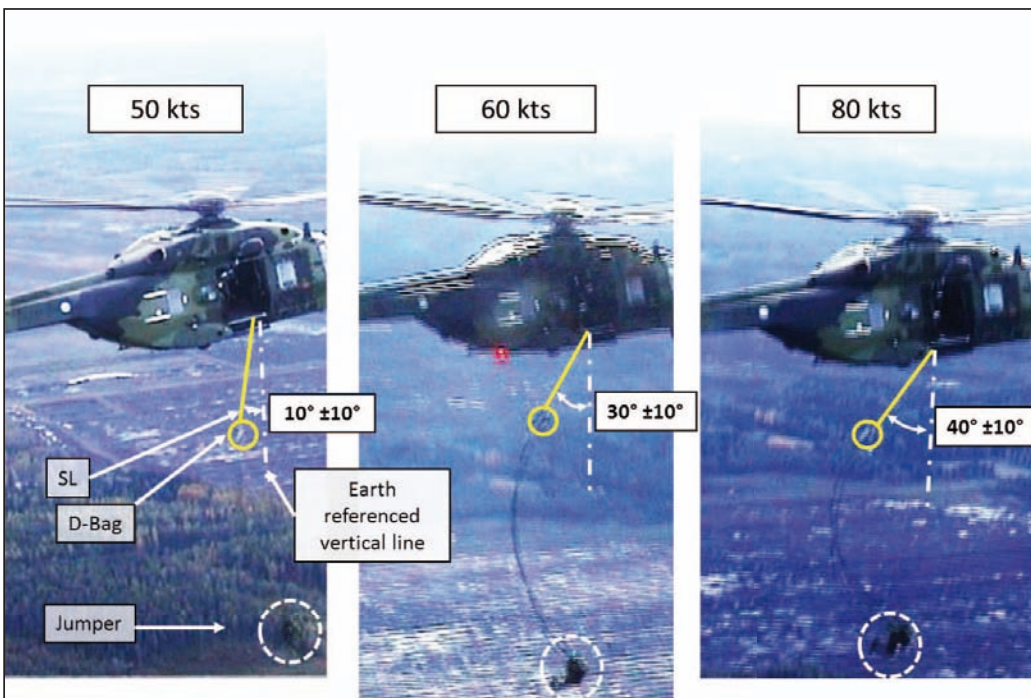 50 kts
60 kts
80 kts
10° ±10°
30° ±10°
40° ±10°
SL
D-Bag
Earth
referenced
vertical line
Jumper